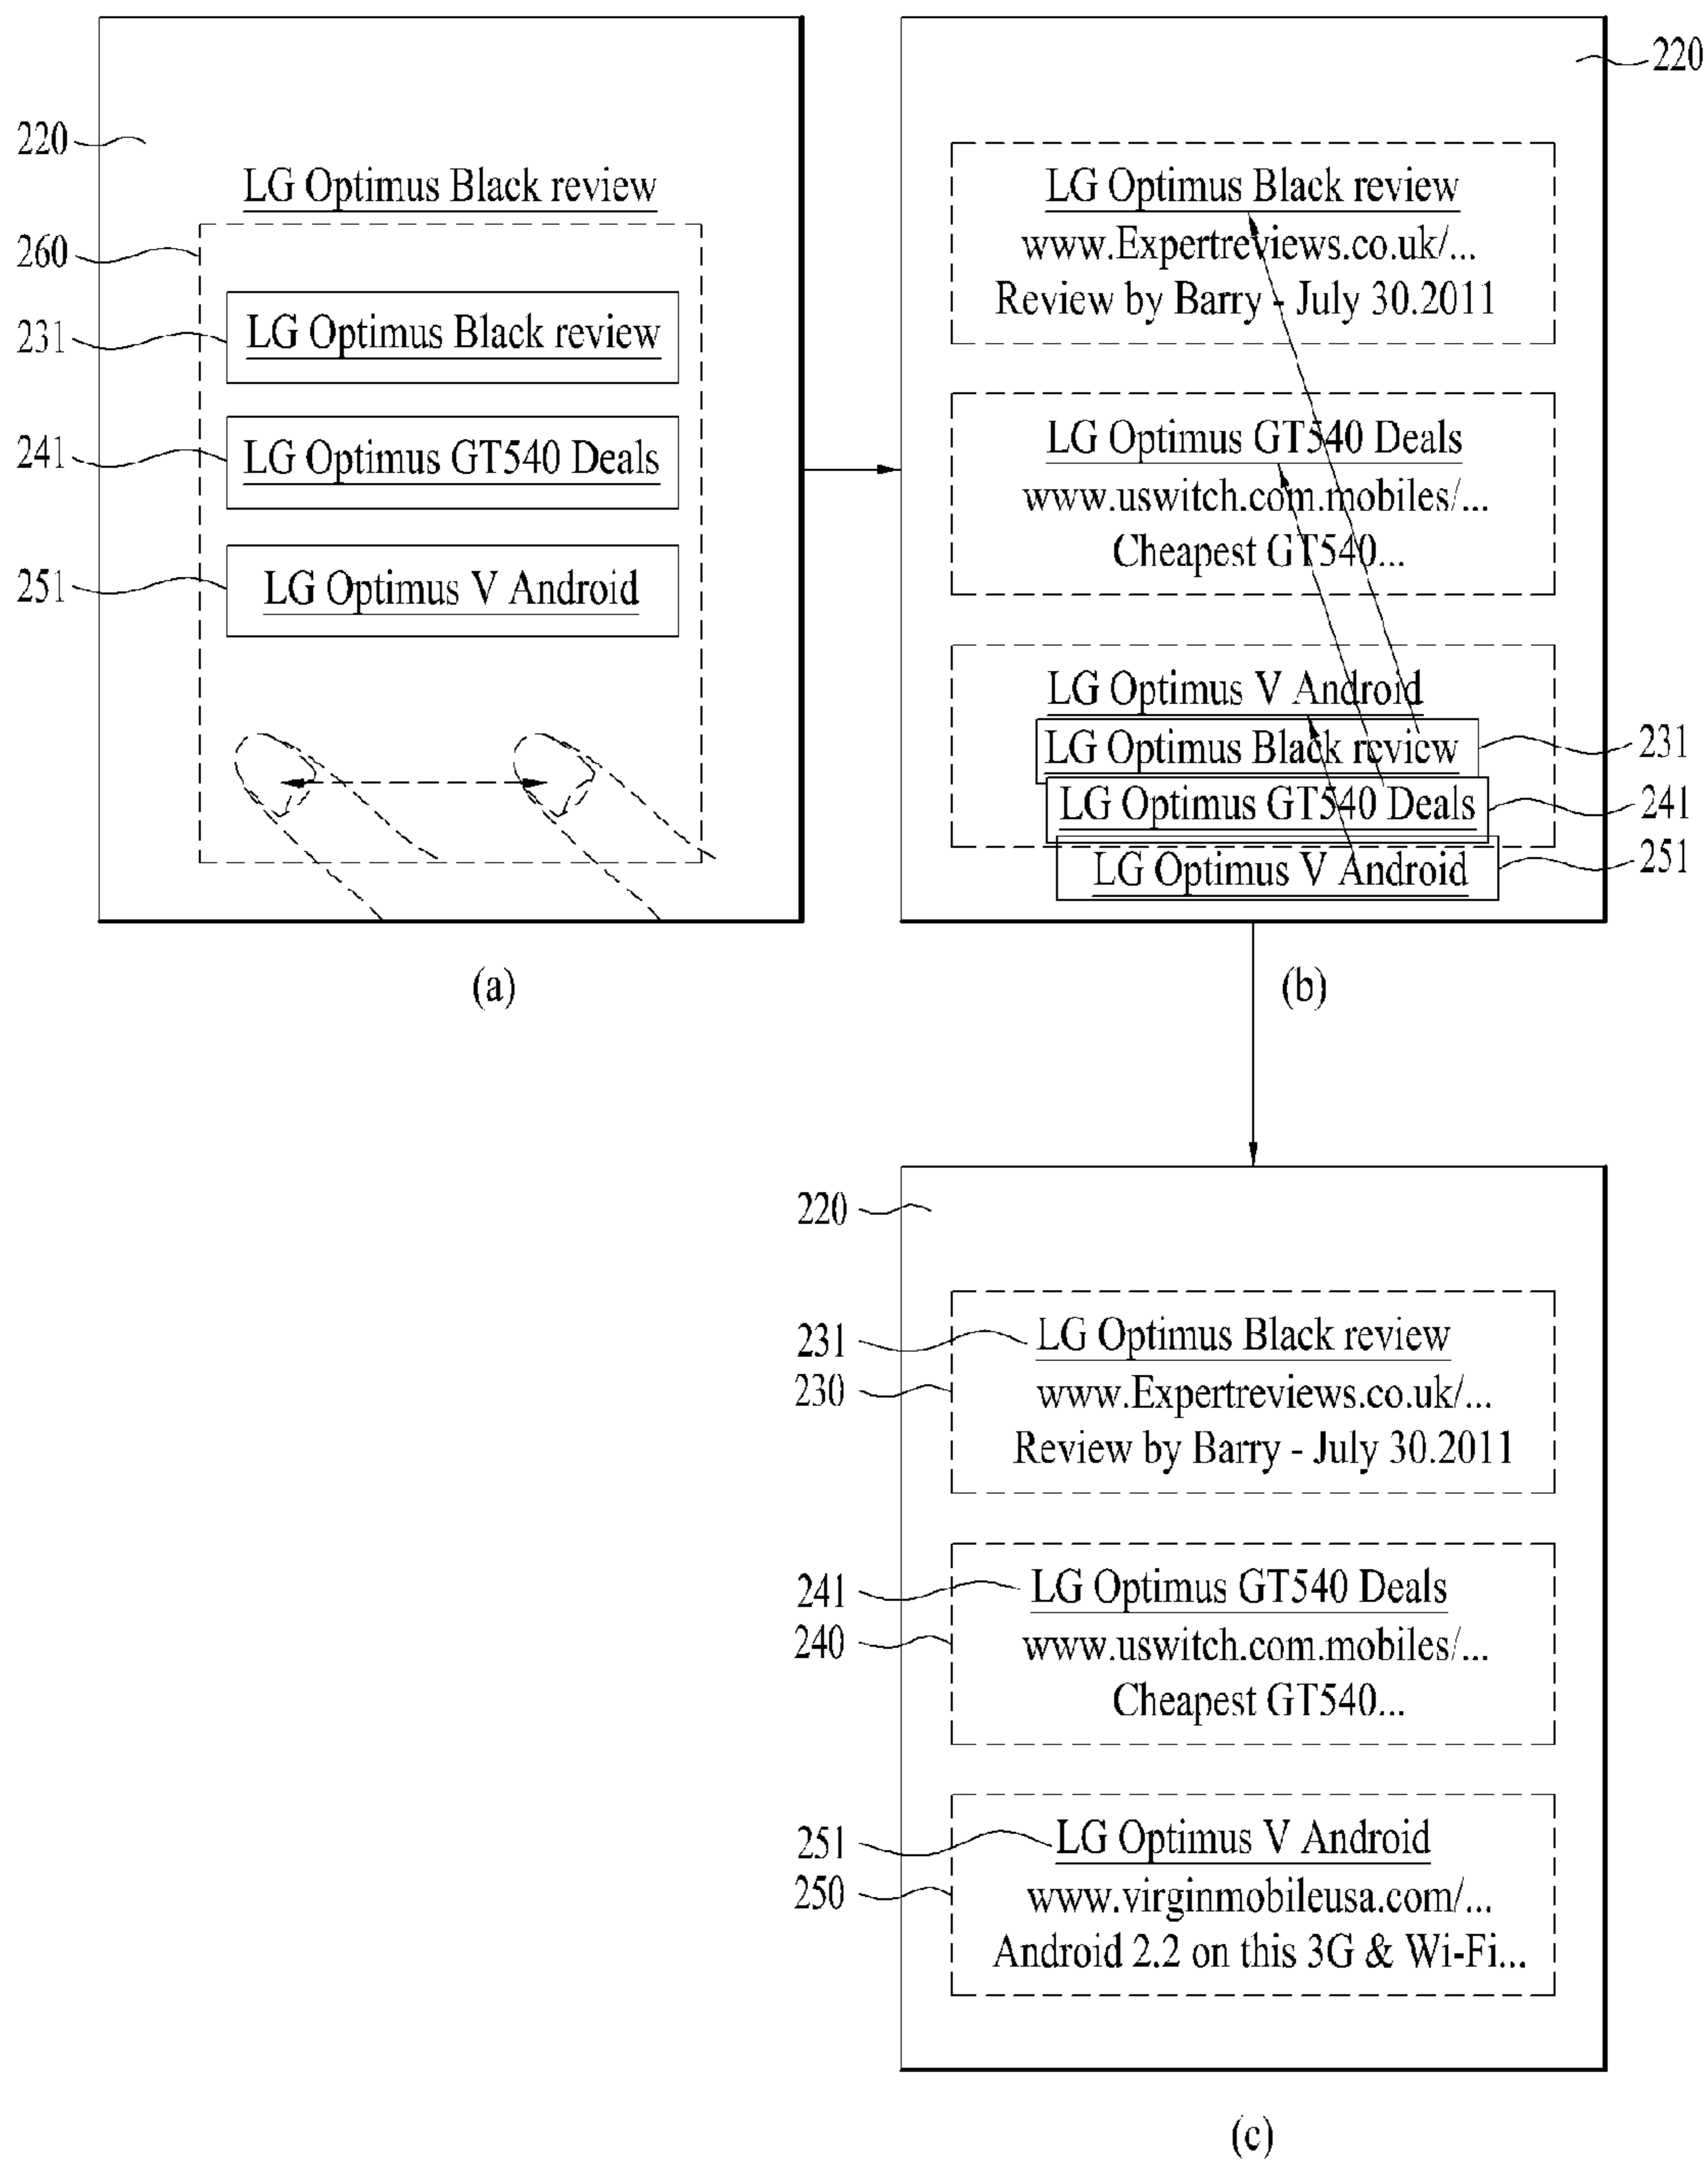 220
LG Optimus Black review
260
231
LG Optimus Black review
241
LG Optimus GT540 Deals
251
LG Optimus V Android
(a)
220
LG Optimus Black review
www.Expertreviews.co.uk/...
Review by Barry - July 30.2011
LG Optimus GT540 Deals
www.uswitch.com.mobiles/...
Cheapest GT540...
LG Optimus V Android
LG Optimus Black review
231
LG Optimus GT540 Deals
241
LG Optimus V Android
251
(b)
220
231
LG Optimus Black review
230
www.Expertreviews.co.uk/...
Review by Barry - July 30.2011
241
LG Optimus GT540 Deals
240
www.uswitch.com.mobiles/...
Cheapest GT540...
251
LG Optimus V Android
250
www.virginmobileusa.com/...
Android 2.2 on this 3G & Wi-Fi...
(c)